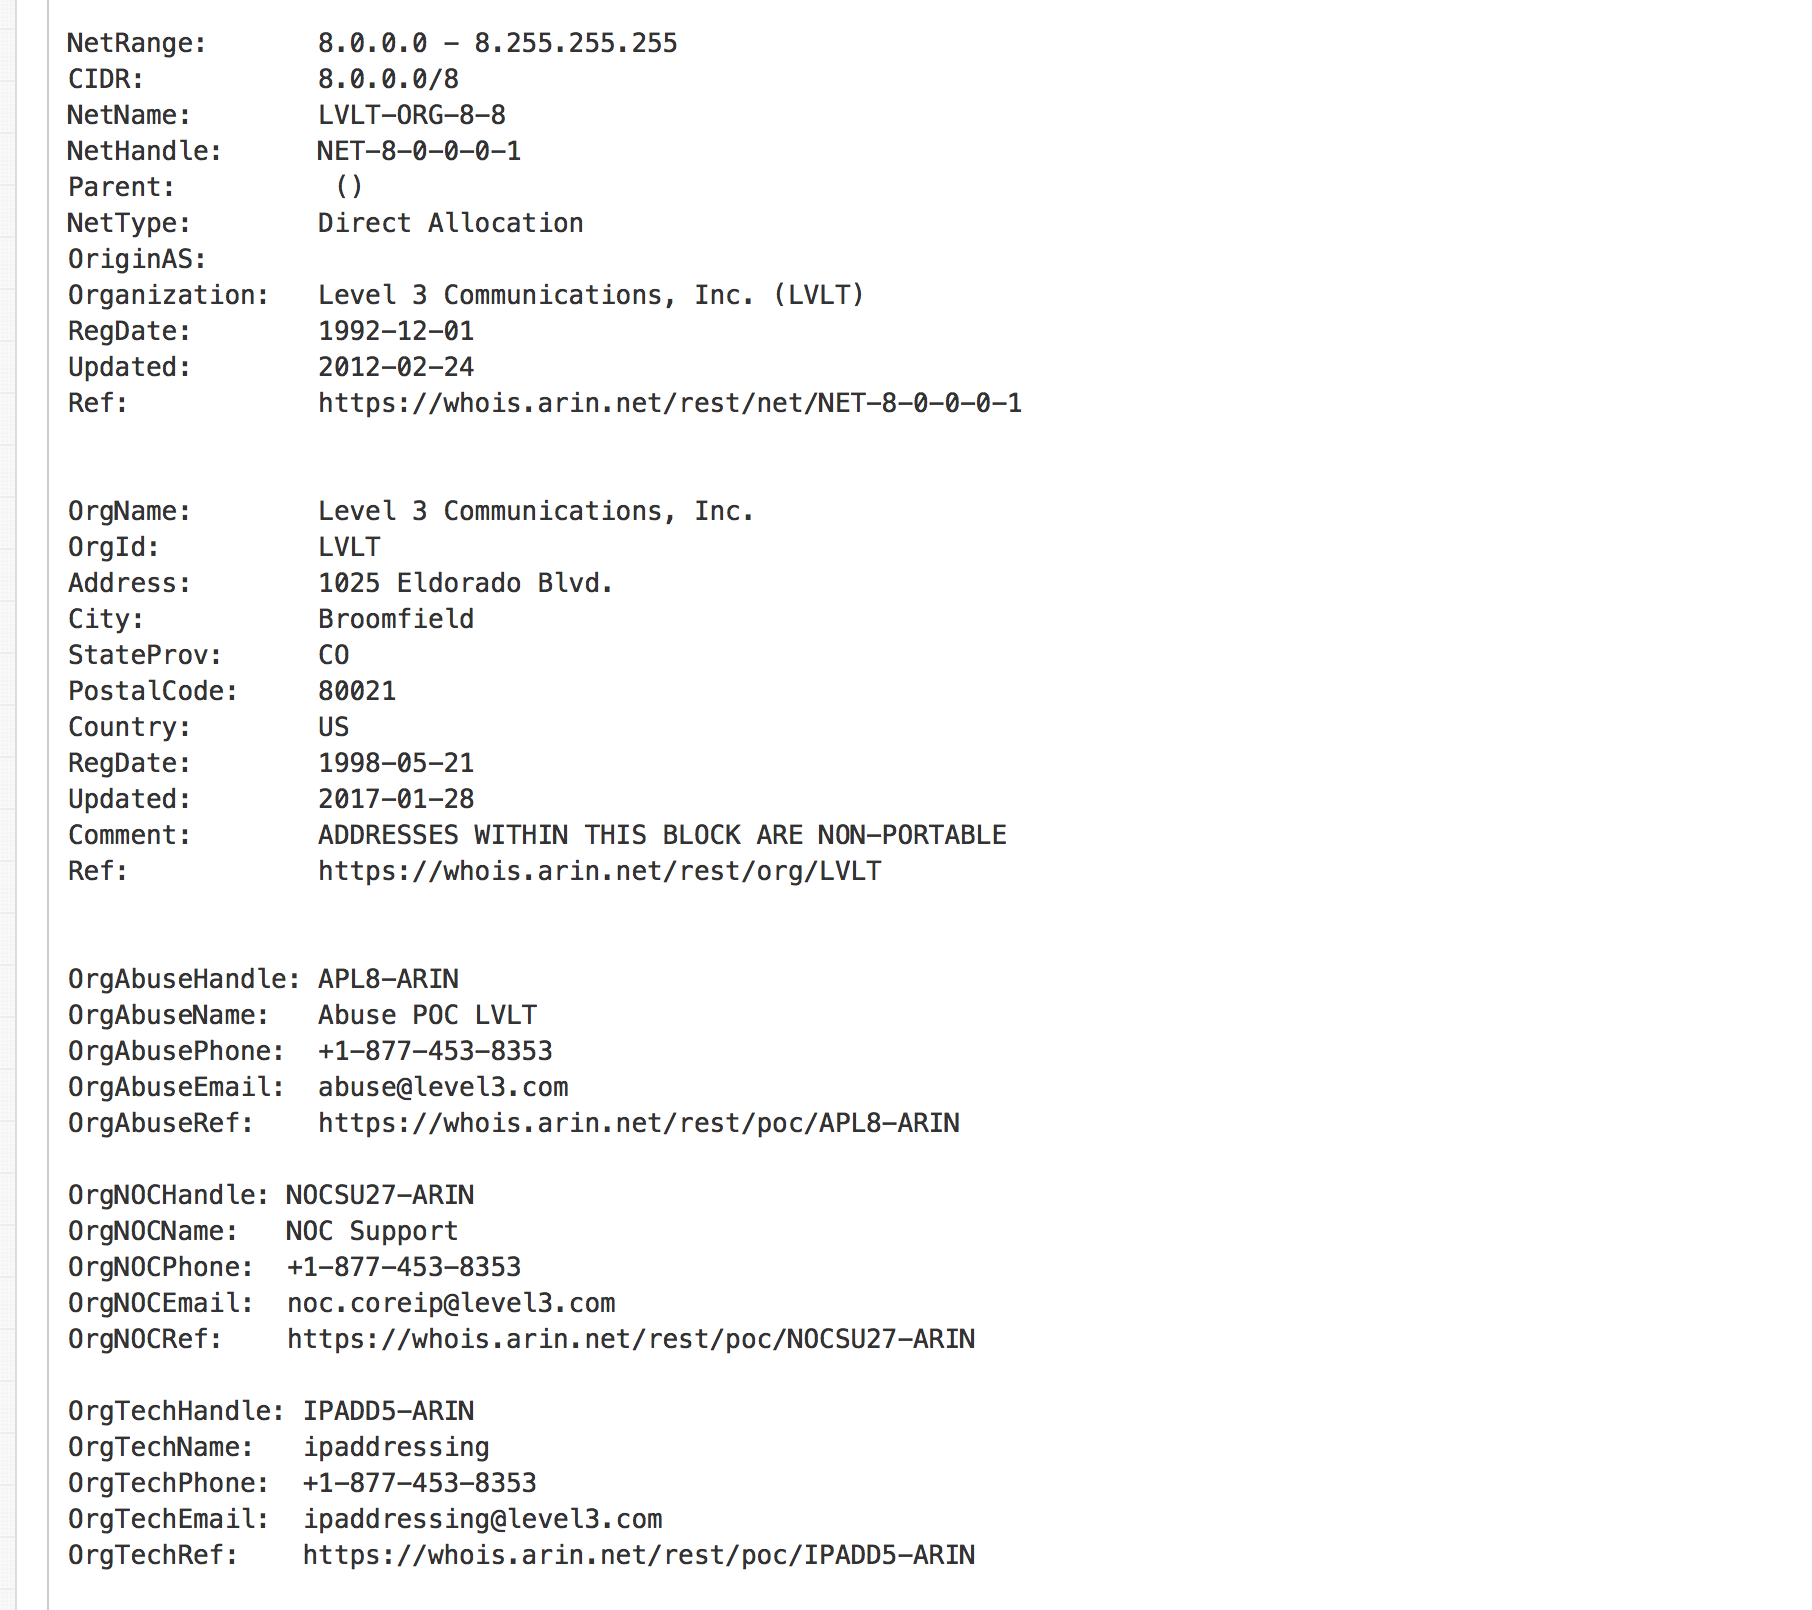 NetRange:       8.0.0.0 - 8.255.255.255
CIDR:           8.0.0.0/8
NetName:        LVLT-ORG-8-8
NetHandle:      NET-8-0-0-0-1
Parent:          ()
NetType:        Direct Allocation
OriginAS:
Organization:   Level 3 Communications, Inc. (LVLT)
RegDate:        1992-12-01
Updated:        2012-02-24
Ref:            https://whois.arin.net/rest/net/NET-8-0-0-0-1
OrgName:        Level 3 Communications, Inc.
OrgId:          LVLT
Address:        1025 Eldorado Blvd.
City:           Broomfield
StateProv:      CO
PostalCode:     80021
Country:        US
RegDate:        1998-05-21
Updated:        2017-01-28
Comment:        ADDRESSES WITHIN THIS BLOCK ARE NON-PORTABLE
Ref:            https://whois.arin.net/rest/org/LVLT
OrgAbuseHandle: APL8-ARIN
OrgAbuseName:   Abuse POC LVLT
OrgAbusePhone:  +1-877-453-8353
OrgAbuseEmail:  abuse@level3.com
OrgAbuseRef:    https://whois.arin.net/rest/poc/APL8-ARIN
OrgNOCHandle: NOCSU27-ARIN
OrgNOCName:   NOC Support
OrgNOCPhone:  +1-877-453-8353
OrgNOCEmail:  noc.coreip@level3.com
OrgNOCRef:    https://whois.arin.net/rest/poc/NOCSU27-ARIN
OrgTechHandle: IPADD5-ARIN
OrgTechName:   ipaddressing
OrgTechPhone:  +1-877-453-8353
OrgTechEmail:  ipaddressing@level3.com
OrgTechRef:    https://whois.arin.net/rest/poc/IPADD5-ARIN